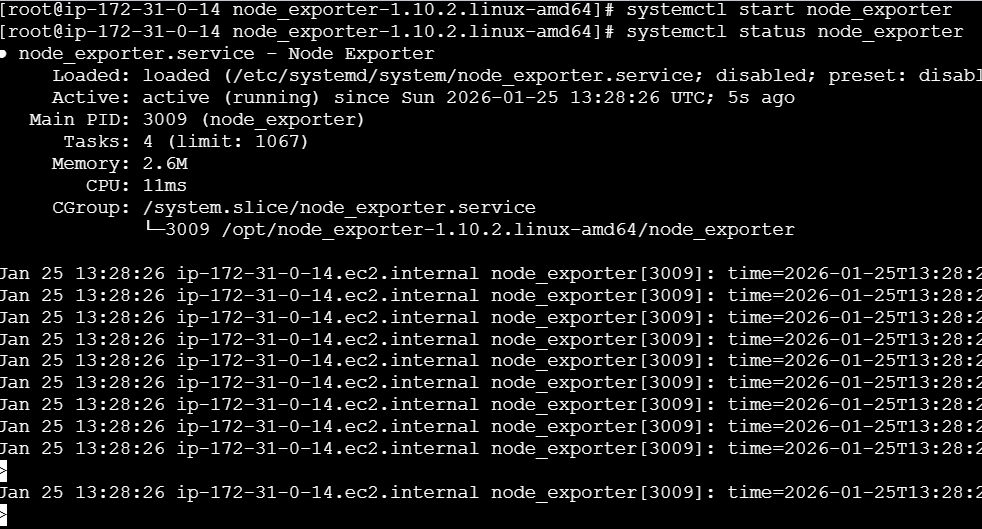 [root@ip-172-31-0-14 node_exporter-1.10.2.linux-amd64]# systemctl start node_exporter
[root@ip-172-31-0-14 node_exporter-1.10.2.linux-amd64]# systemctl status node_exporter
● node_exporter.service - Node Exporter
Loaded: loaded (/etc/systemd/system/node_exporter.service; disabled; preset: disabl
Active: active (running) since Sun 2026-01-25 13:28:26 UTC; 5s ago
Main PID: 3009 (node_exporter)
Tasks: 4 (limit: 1067)
Memory: 2.6M
CPU: 11ms
CGroup: /system.slice/node_exporter.service
└─3009 /opt/node_exporter-1.10.2.linux-amd64/node_exporter
Jan 25 13:28:26 ip-172-31-0-14.ec2.internal node_exporter[3009]: time=2026-01-25T13:28:2
Jan 25 13:28:26 ip-172-31-0-14.ec2.internal node_exporter[3009]: time=2026-01-25T13:28:2
Jan 25 13:28:26 ip-172-31-0-14.ec2.internal node_exporter[3009]: time=2026-01-25T13:28:2
Jan 25 13:28:26 ip-172-31-0-14.ec2.internal node_exporter[3009]: time=2026-01-25T13:28:2
Jan 25 13:28:26 ip-172-31-0-14.ec2.internal node_exporter[3009]: time=2026-01-25T13:28:2
Jan 25 13:28:26 ip-172-31-0-14.ec2.internal node_exporter[3009]: time=2026-01-25T13:28:2
Jan 25 13:28:26 ip-172-31-0-14.ec2.internal node_exporter[3009]: time=2026-01-25T13:28:2
Jan 25 13:28:26 ip-172-31-0-14.ec2.internal node_exporter[3009]: time=2026-01-25T13:28:2
Jan 25 13:28:26 ip-172-31-0-14.ec2.internal node_exporter[3009]: time=2026-01-25T13:28:2
>
Jan 25 13:28:26 ip-172-31-0-14.ec2.internal node_exporter[3009]: time=2026-01-25T13:28:2
>